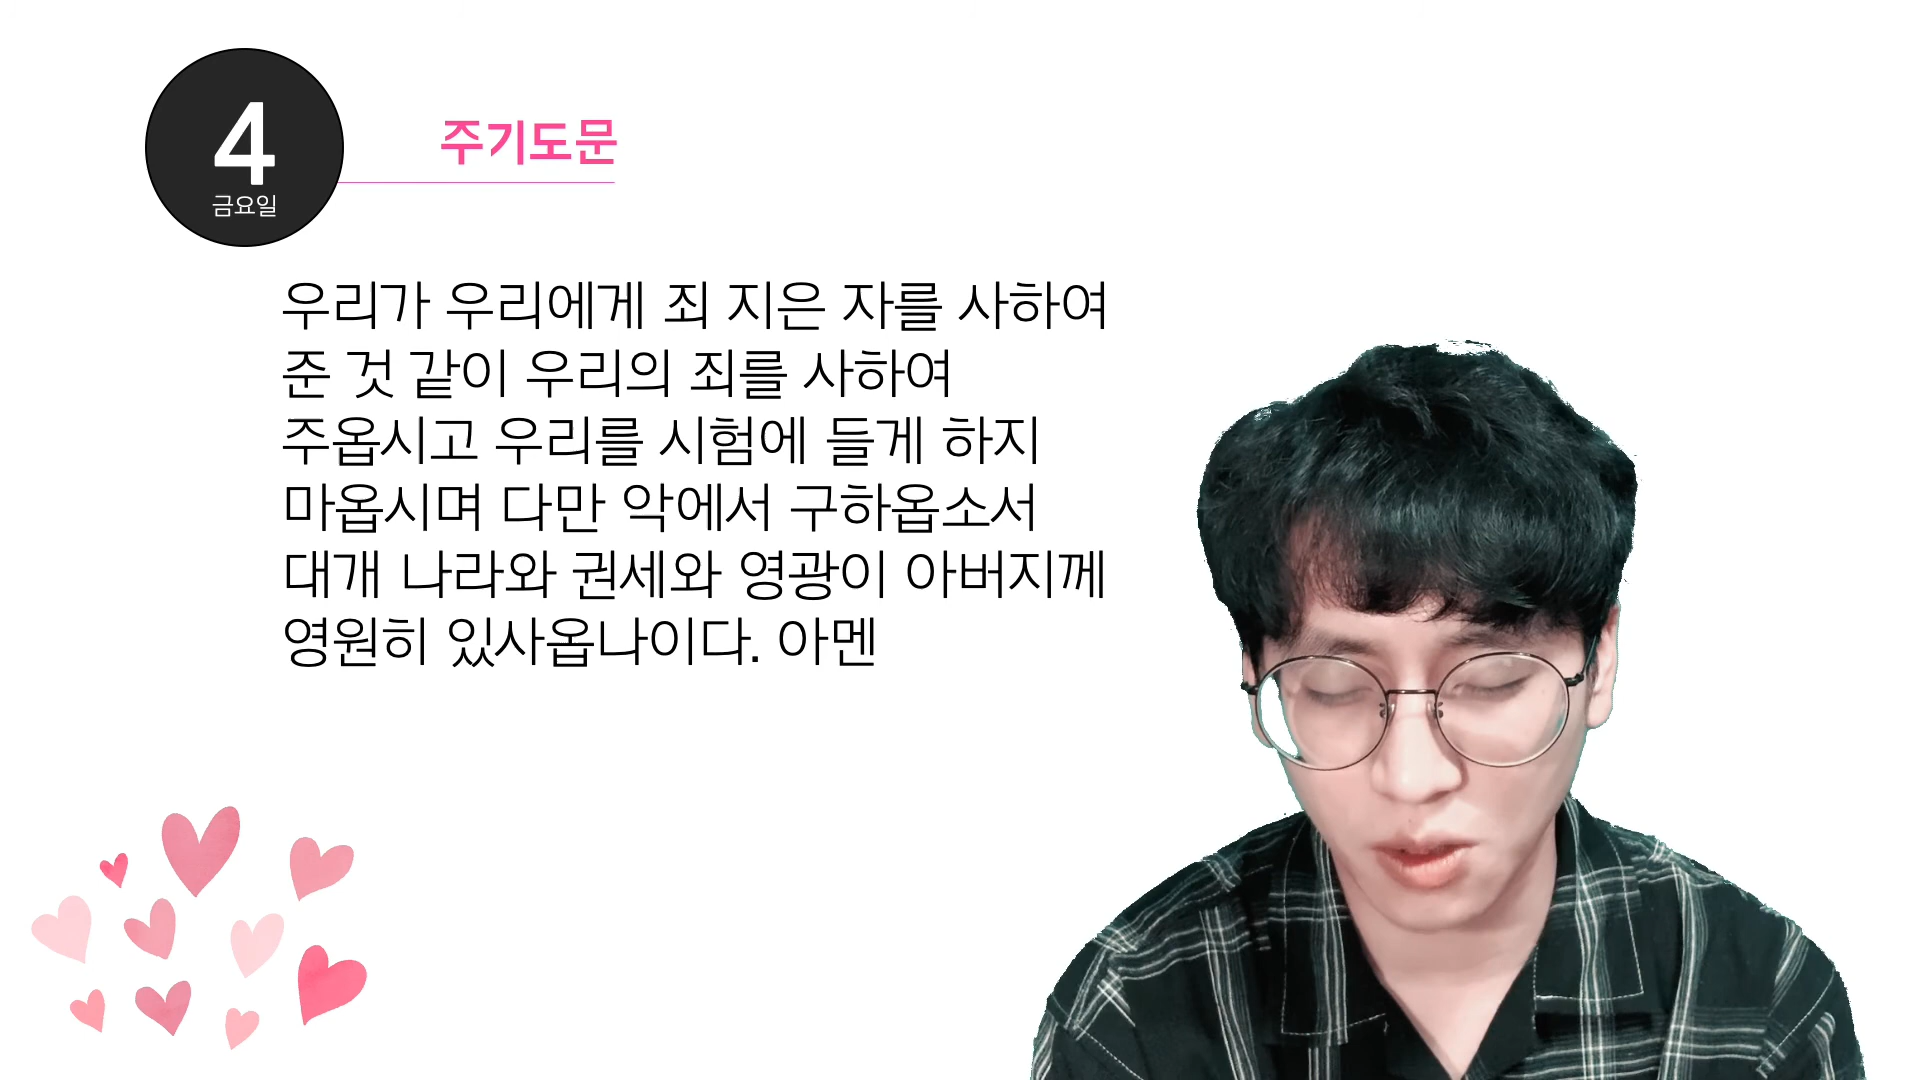 4
금요일
주기도문
우리가 우리에게 죄 지은 자를 사하여
준 것 같이 우리의 죄를 사하여
주옵시고 우리를 시험에 들게 하지
마옵시며 다만 악에서 구하옵소서
대개 나라와 권세와 영광이 아버지께
영원히 있사옵나이다. 아멘